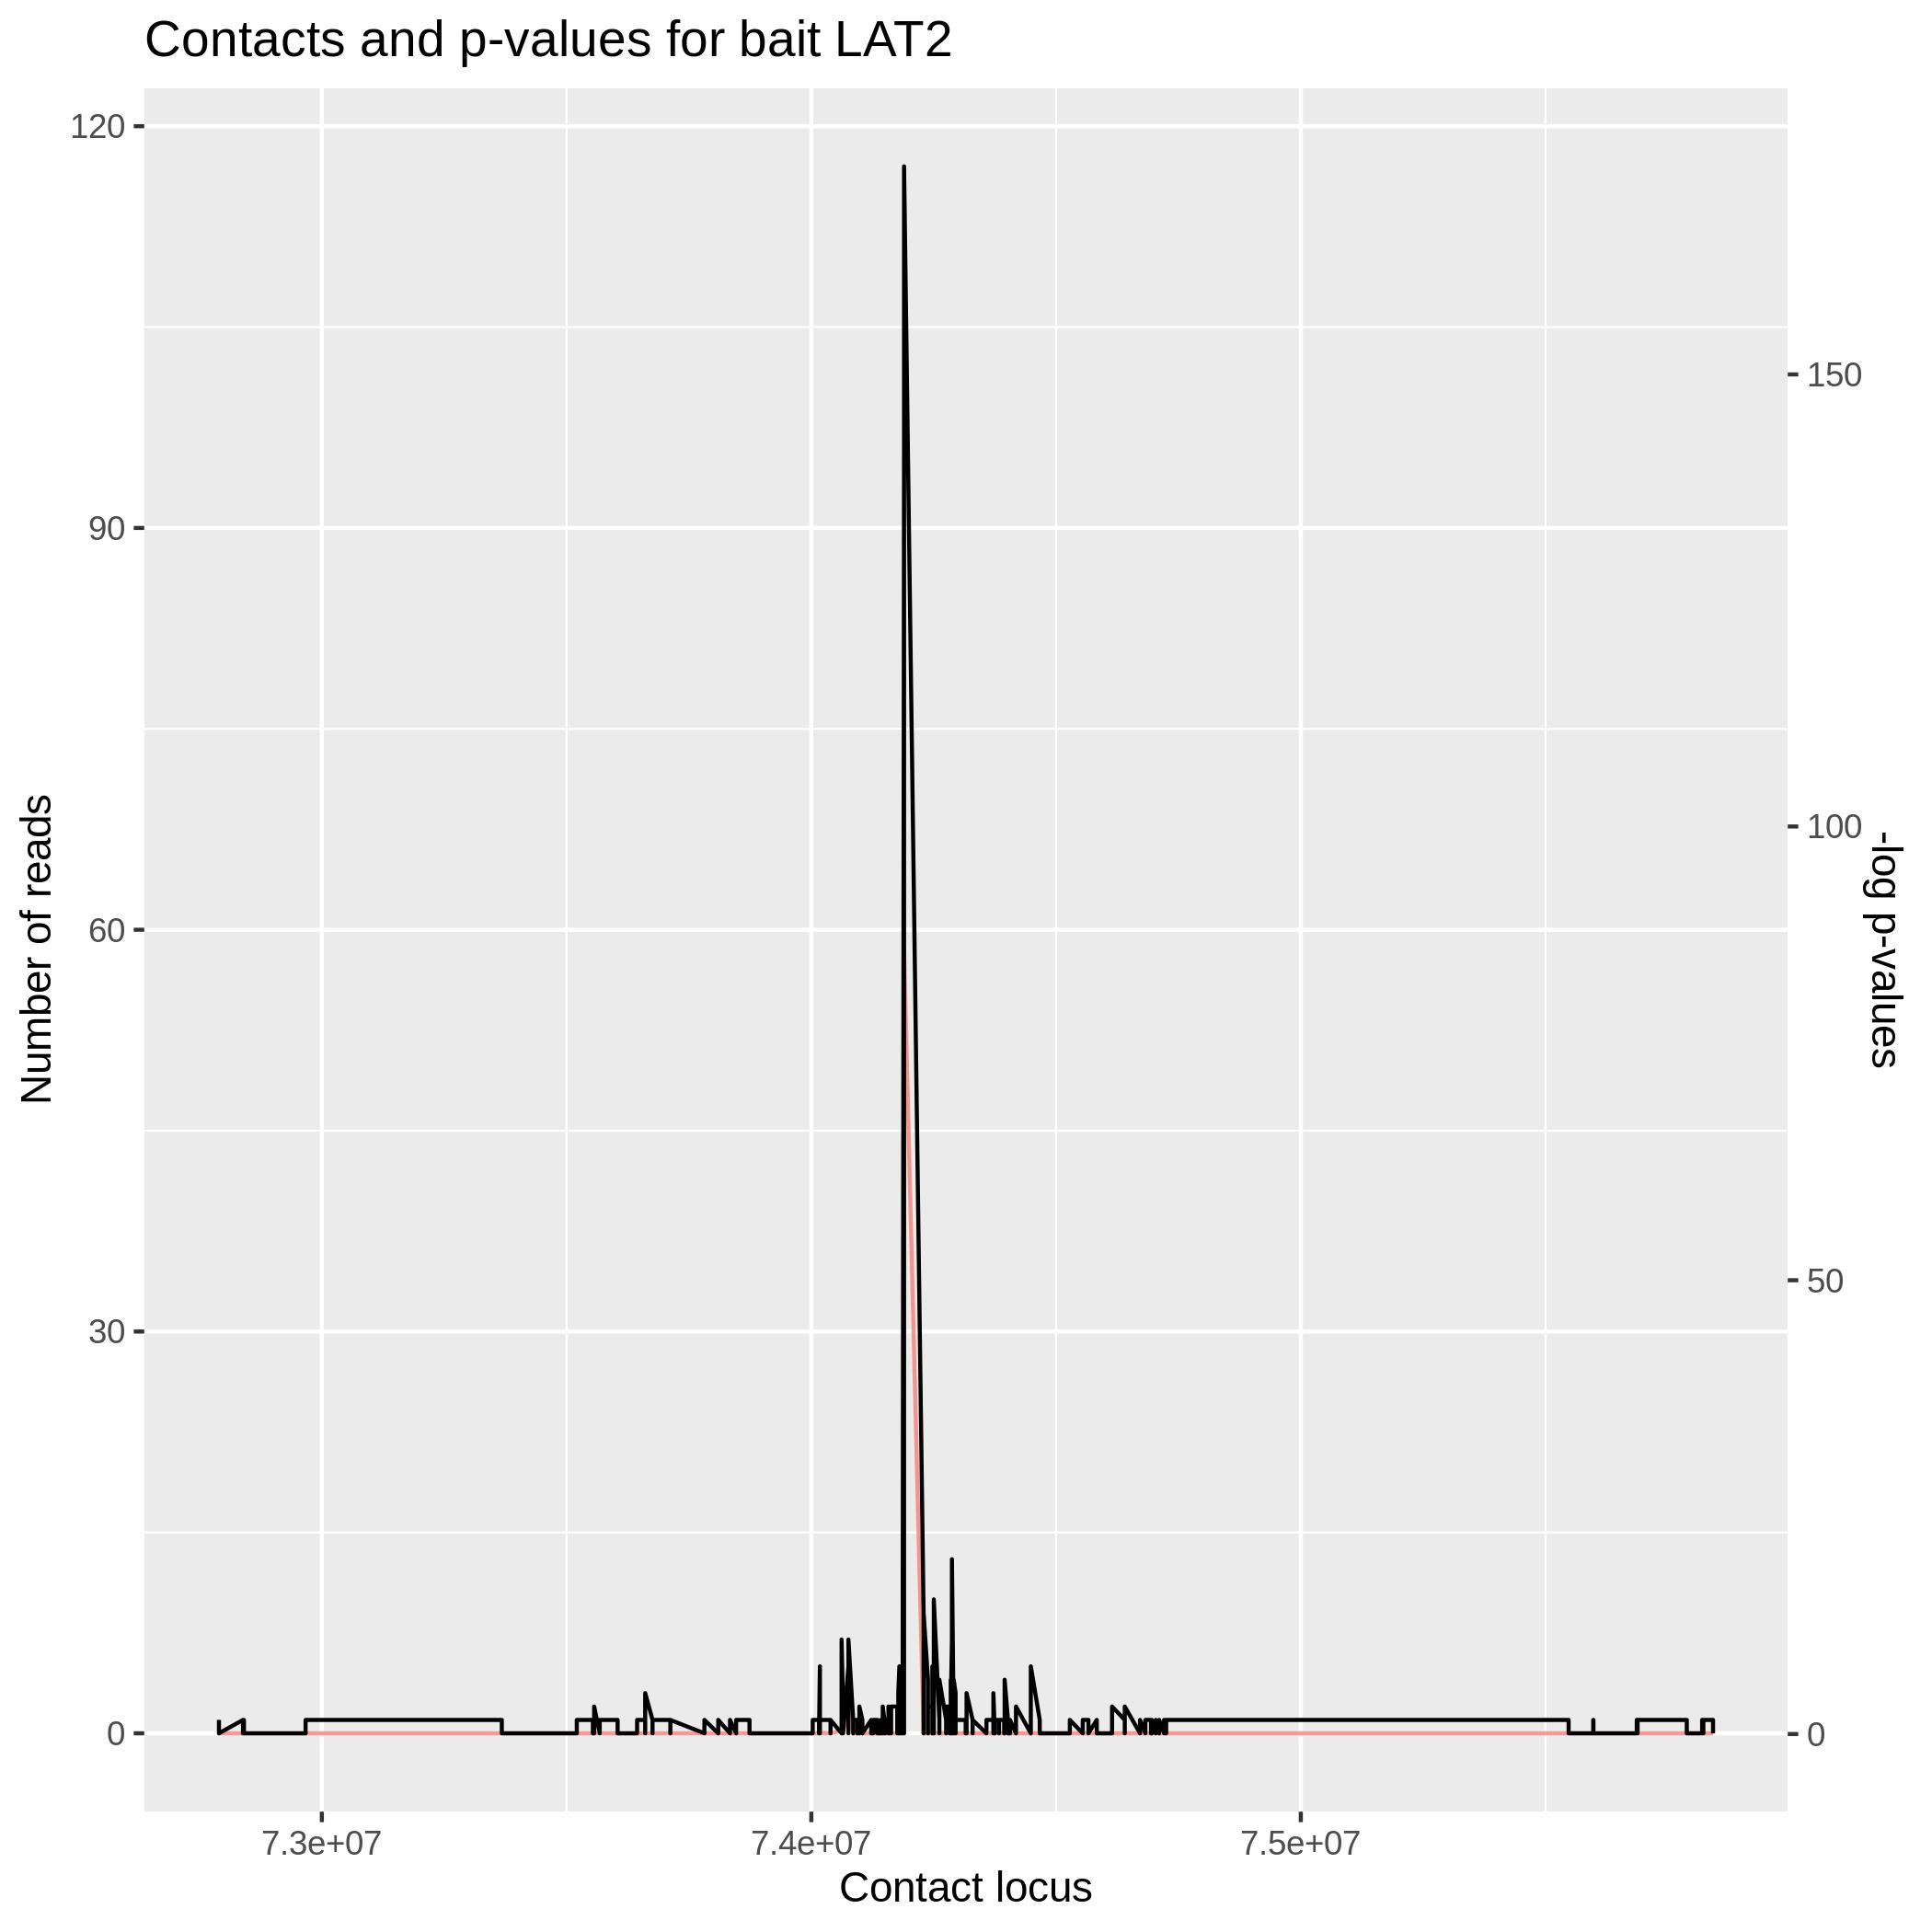 Contacts and p-values for bait LAT2
120
90
60
30
0
Number of reads
150
100
50
0
-log p-values
7.3e+07
7.4e+07
7.5e+07
Contact locus